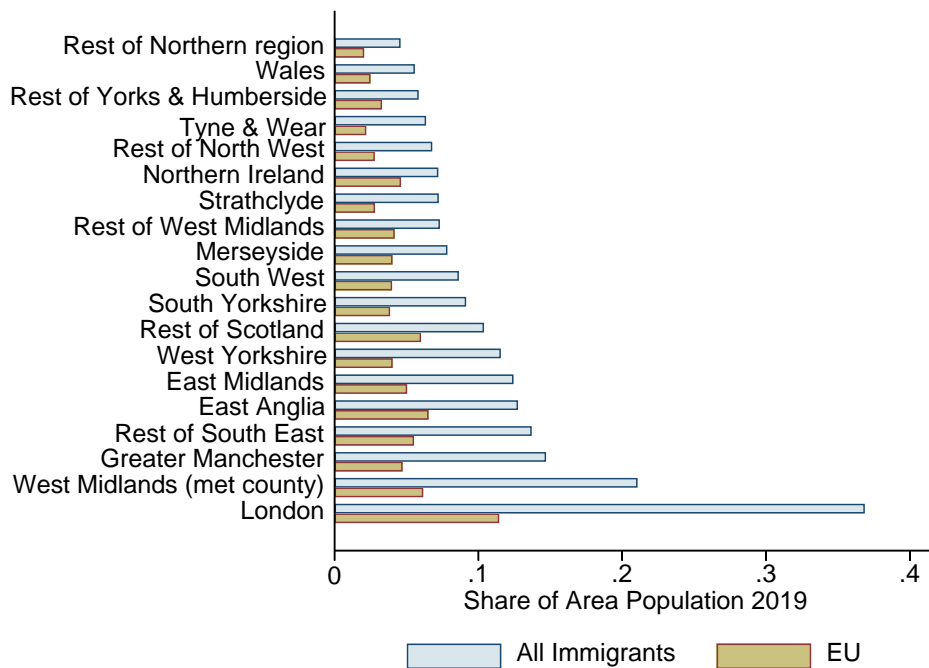 Rest of Northern region
Wales
Rest of Yorks & Humberside
Tyne & Wear
Rest of North West
Northern Ireland
Strathclyde
Rest of West Midlands
Merseyside
South West
South Yorkshire
Rest of Scotland
West Yorkshire
East Midlands
East Anglia
Rest of South East
Greater Manchester
West Midlands (met county)
London
0 .1 .2 .3 .4
Share of Area Population 2019
All Immigrants EU